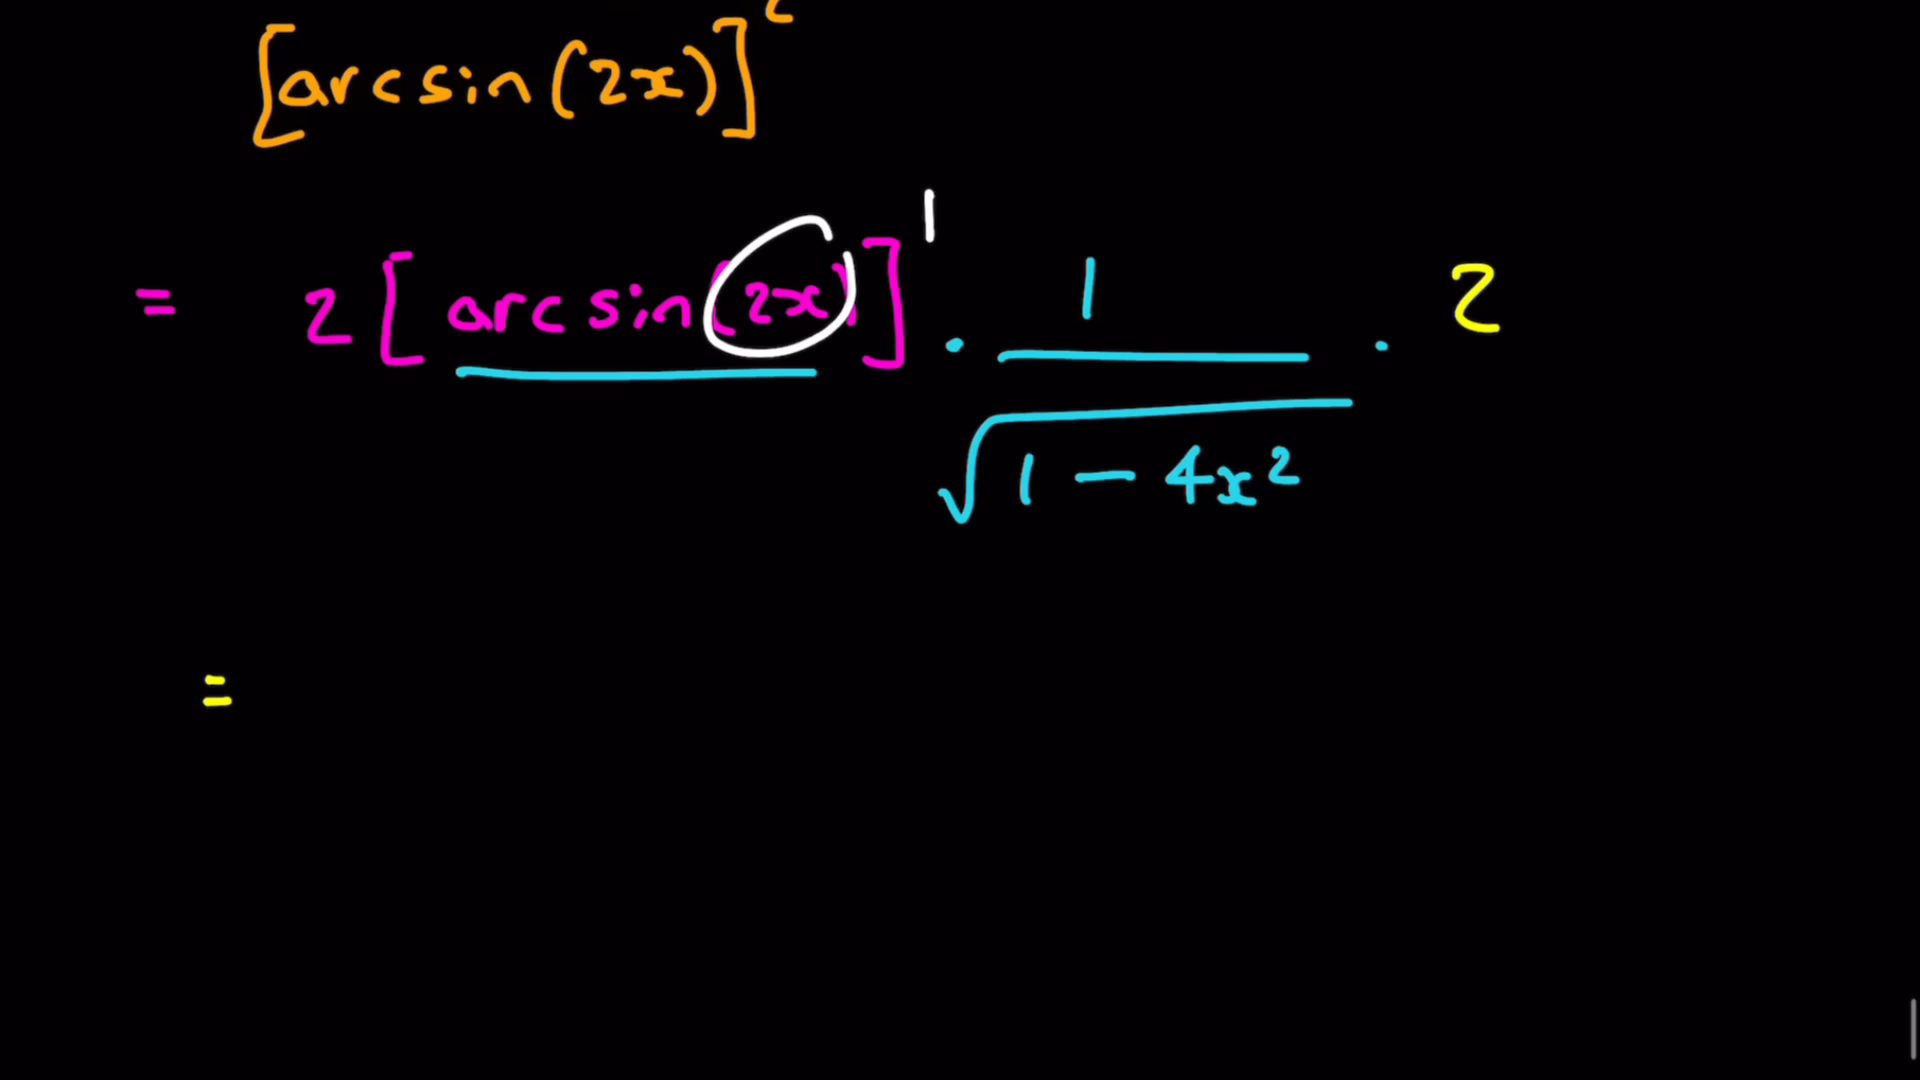 [arcsin(2x)]²
= 2[arcsin(2x)]¹ · 1/√(1 − 4x²) · 2
=